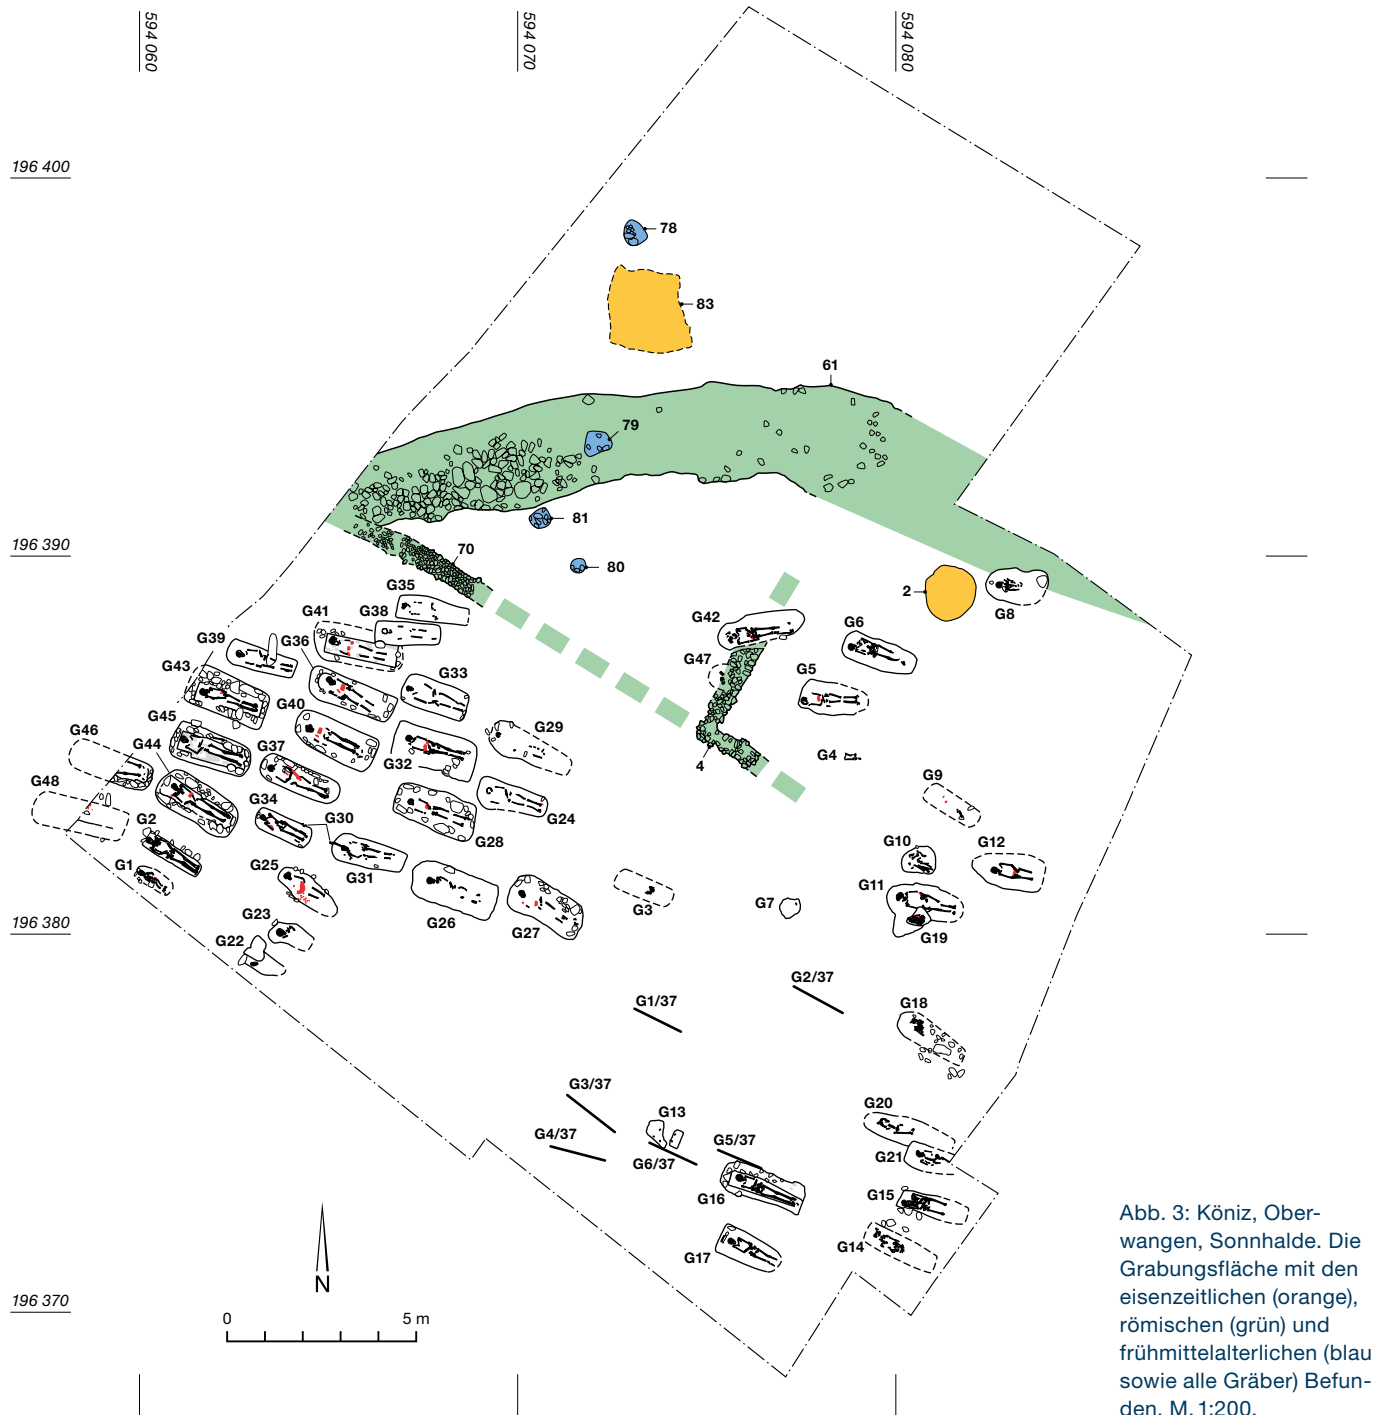 594 060
594 070
594 080
196 400
78
83
61
79
81
196 390
70
80
G35
2
G8
G41
G38
G42
G6
G39
G36
G47
G5
G43
G33
G40
G45
G46
G29
G44
G37
G32
4
G4
G48
G9
G34
G30
G24
G2
G28
G10
G12
G1
G25
G31
G11
G3
G7
G23
G26
G27
196 380
G22
G19
G2/37
G1/37
G18
G3/37
G20
G13
G4/37
G5/37
G6/37
G21
G16
G15
G17
G14
N
196 370
0
5 m
Abb. 3: Köniz, Ober-
wangen, Sonnhalde. Die
Grabungsfläche mit den
eisenzeitlichen (orange),
römischen (grün) und
frühmittelalterlichen (blau
sowie alle Gräber) Befun-
den. M. 1:200.